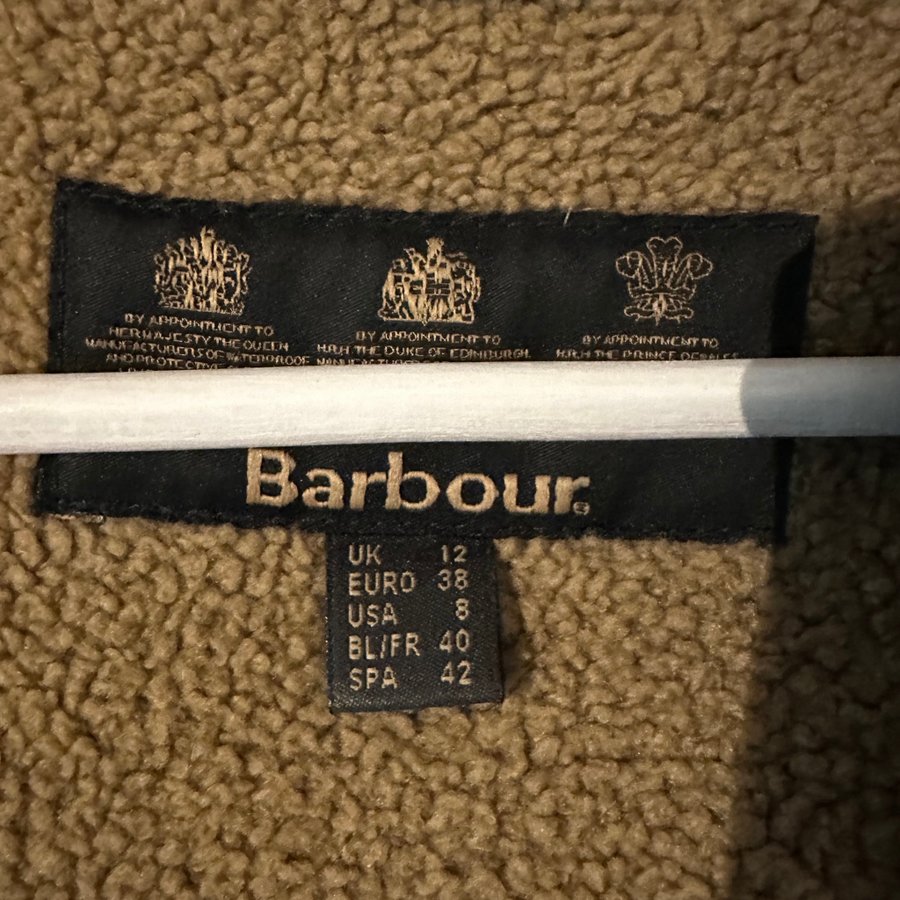 BY APPOINTMENT TO
HER MAJESTY THE QUEEN
MANUFACTURERS OF WATERPROOF
AND PROTECTIVE
BY APPOINTMENT TO
H.R.H THE DUKE OF EDINBURGH
BY APPOINTMENT TO
H.R.H THE PRINCE OF WALES
Barbour
UK 12
EURO 38
USA 8
BL/FR 40
SPA 42